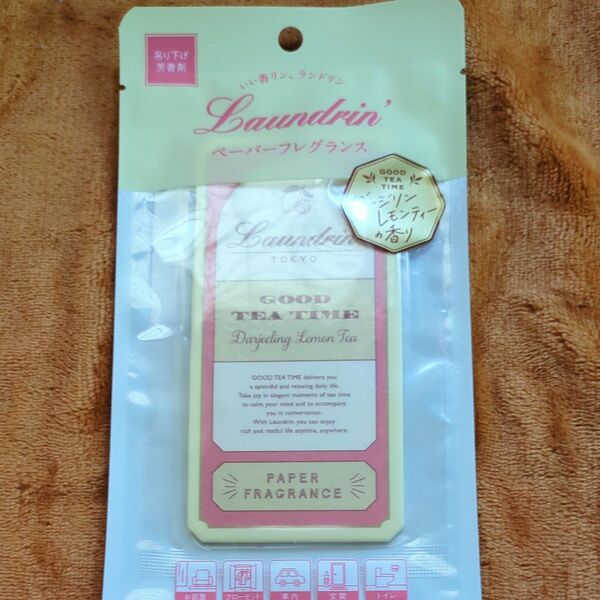 吊り下げ
芳香剤
いい香リン、ランドリン
Laundrin'
ペーパーフレグランス
GOOD
TEA
TIME
ダージリン
レモンティー
の香り
Laundrin'
TOKYO
GOOD
TEA TIME
Darjeeling Lemon Tea
GOOD TEA TIME delivers you
a splendid and relaxing daily life.
Take joy in elegant moments of tea time
to calm your mind and to accompany
you in conversation.
With Laundrin, you can enjoy
rich and restful life anytime, anywhere.
PAPER
FRAGRANCE
お部屋
クローゼット
車内
玄関
トイレ